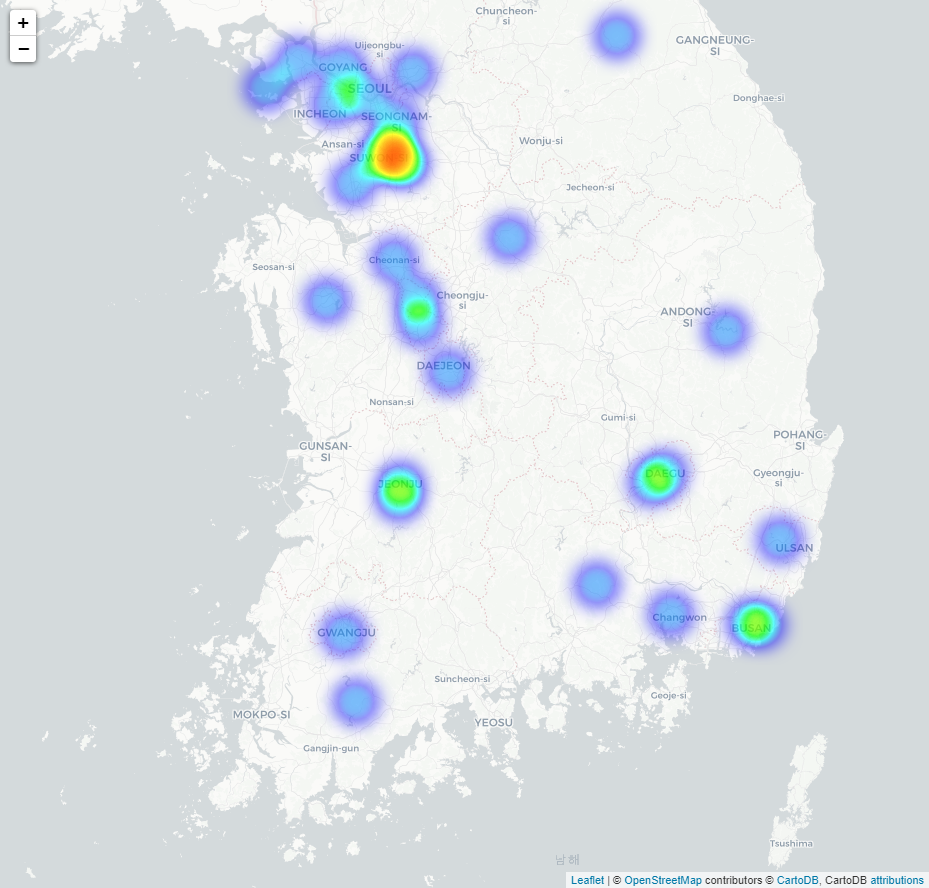 +
−
Chuncheon-
si
GANGNEUNG-
SI
Uijeongbu-
si
GOYANG
SEOUL
Donghae-si
INCHEON
SEONGNAM-
SI
Ansan-si
Wonju-si
SUWO
Jecheon-si
Cheonan-si
Seosan-si
Cheongju-
si
ANDONG-
SI
DAEJEON
Nonsan-si
Gumi-si
GUNSAN-
SI
POHANG-
SI
JEONJU
DAEGU
Gyeongju-
si
ULSAN
Changwon
BUSAN
GWANGJU
Suncheon-si
Geoje-si
MOKPO-SI
YEOSU
Gangjin-gun
Tsushima
남해
Leaflet | © OpenStreetMap contributors © CartoDB, CartoDB attributions